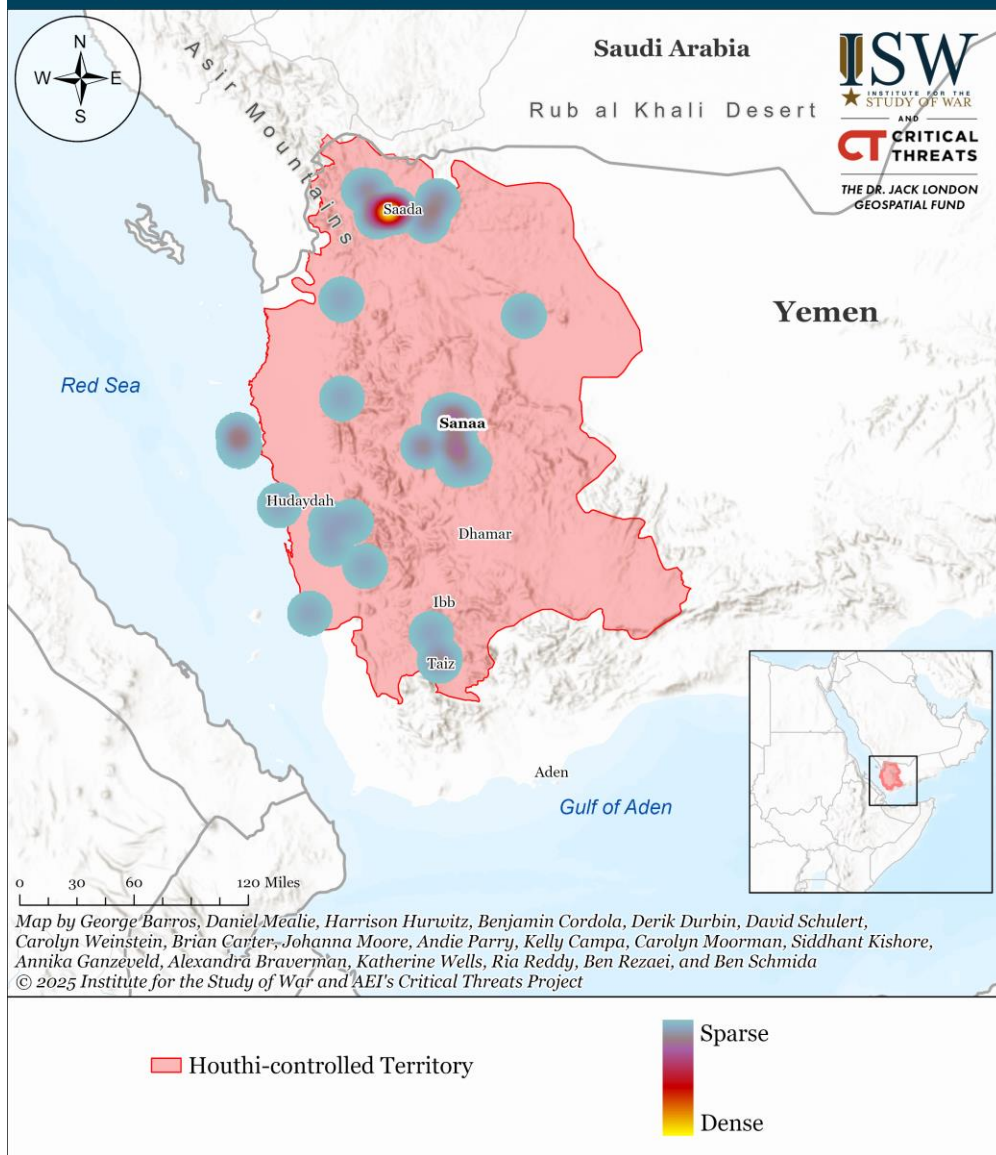 N
W
E
S
Asir Mountains
Saudi Arabia
Rub al Khali Desert
ISW
INSTITUTE FOR THE
STUDY OF WAR
AND
CT CRITICAL
THREATS
THE DR. JACK LONDON
GEOSPATIAL FUND
Saada
Yemen
Red Sea
Sanaa
Hudaydah
Dhamar
Ibb
Taiz
Aden
Gulf of Aden
0 30 60 120 Miles
Map by George Barros, Daniel Mealie, Harrison Hurwitz, Benjamin Cordola, Derik Durbin, David Schulert,
Carolyn Weinstein, Brian Carter, Johanna Moore, Andie Parry, Kelly Campa, Carolyn Moorman, Siddhant Kishore,
Annika Ganzeveld, Alexandra Braverman, Katherine Wells, Ria Reddy, Ben Rezaei, and Ben Schmida
© 2025 Institute for the Study of War and AEI's Critical Threats Project
Houthi-controlled Territory
Sparse
Dense